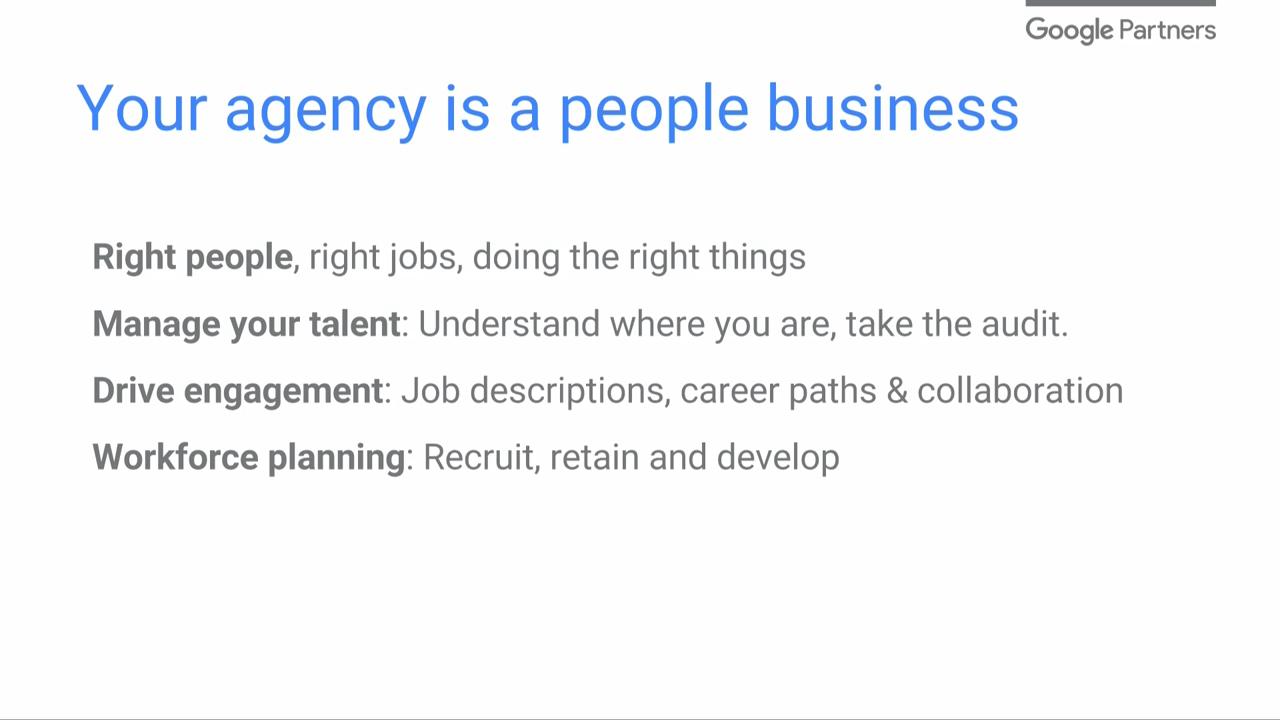 Google Partners
Your agency is a people business
Right people, right jobs, doing the right things
Manage your talent: Understand where you are, take the audit.
Drive engagement: Job descriptions, career paths & collaboration
Workforce planning: Recruit, retain and develop